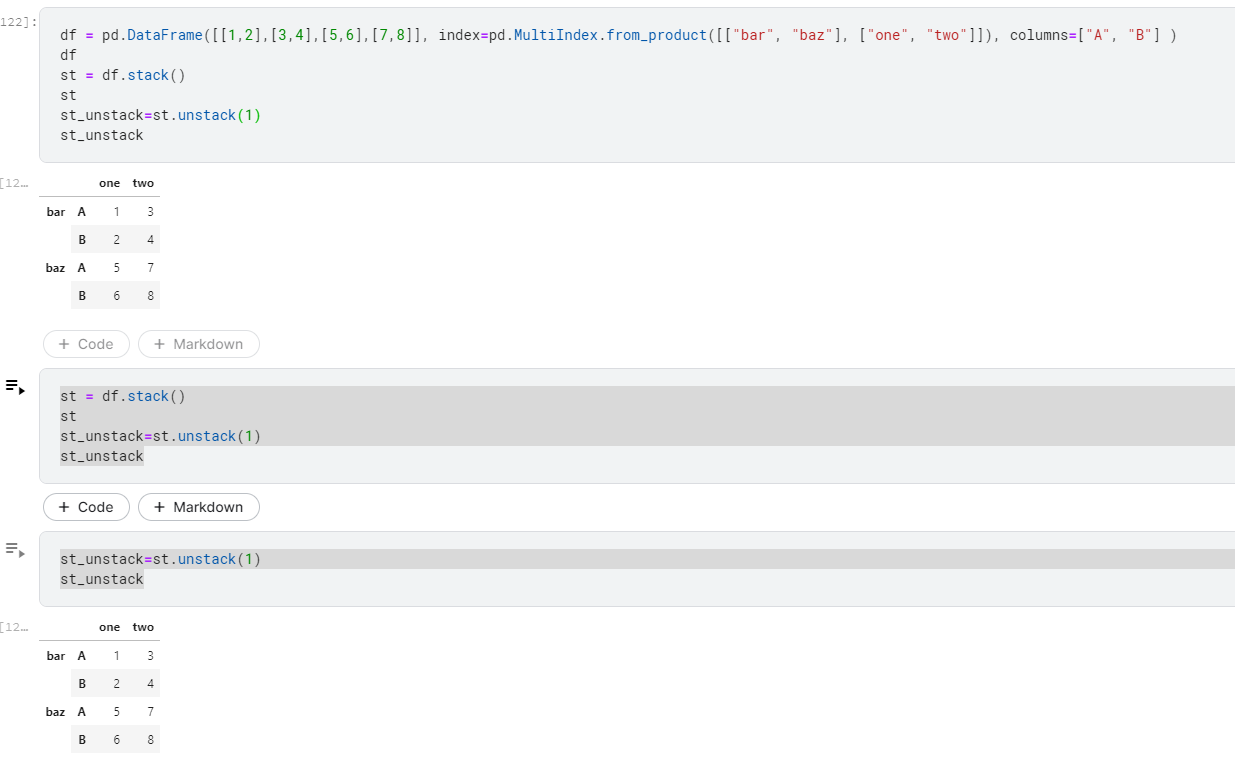 122]:
df = pd.DataFrame([[1,2],[3,4],[5,6],[7,8]], index=pd.MultiIndex.from_product([["bar", "baz"], ["one", "two"]]), columns=["A", "B"] )
df
st = df.stack()
st
st_unstack=st.unstack(1)
st_unstack
[12…
one two
bar A 1 3
B 2 4
baz A 5 7
B 6 8
+ Code + Markdown
st = df.stack()
st
st_unstack=st.unstack(1)
st_unstack
+ Code + Markdown
st_unstack=st.unstack(1)
st_unstack
[12…
one two
bar A 1 3
B 2 4
baz A 5 7
B 6 8